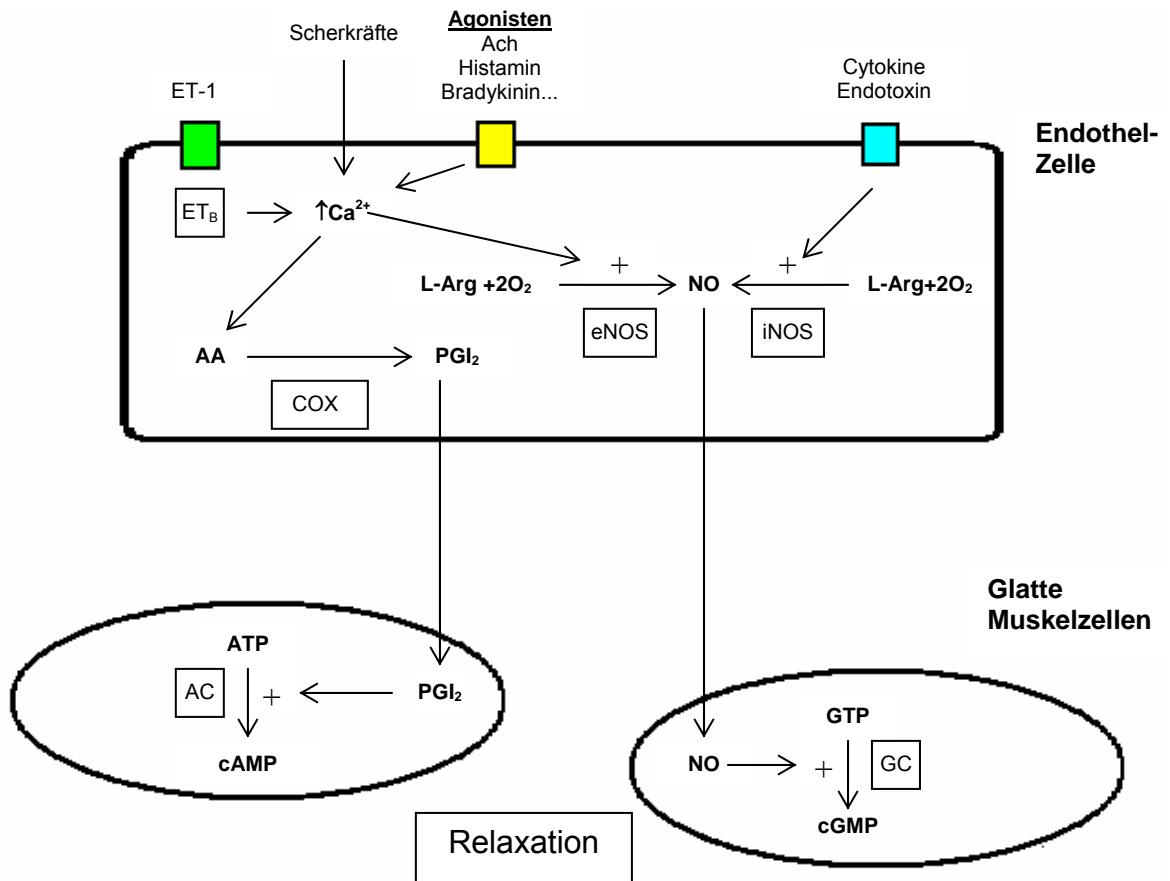 Scherkräfte
Agonisten
Ach
Histamin
Bradykinin...
Cytokine
Endotoxin
ET-1
Endothel-
Zelle
ET_B
↑Ca²⁺
+
+
L-Arg +2O₂
NO
L-Arg+2O₂
eNOS
iNOS
AA
PGI₂
COX
Glatte
Muskelzellen
ATP
AC
+
PGI₂
cAMP
GTP
NO
+
GC
cGMP
Relaxation